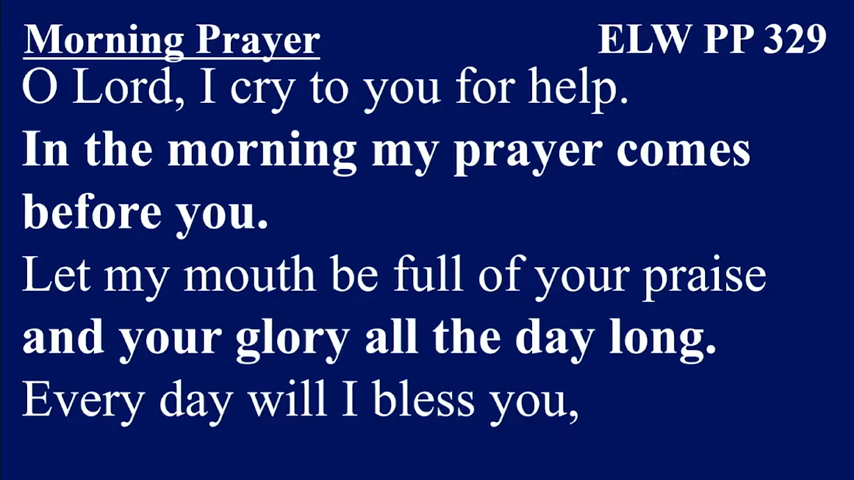 Morning Prayer ELW PP 329
O Lord, I cry to you for help.
In the morning my prayer comes
before you.
Let my mouth be full of your praise
and your glory all the day long.
Every day will I bless you,